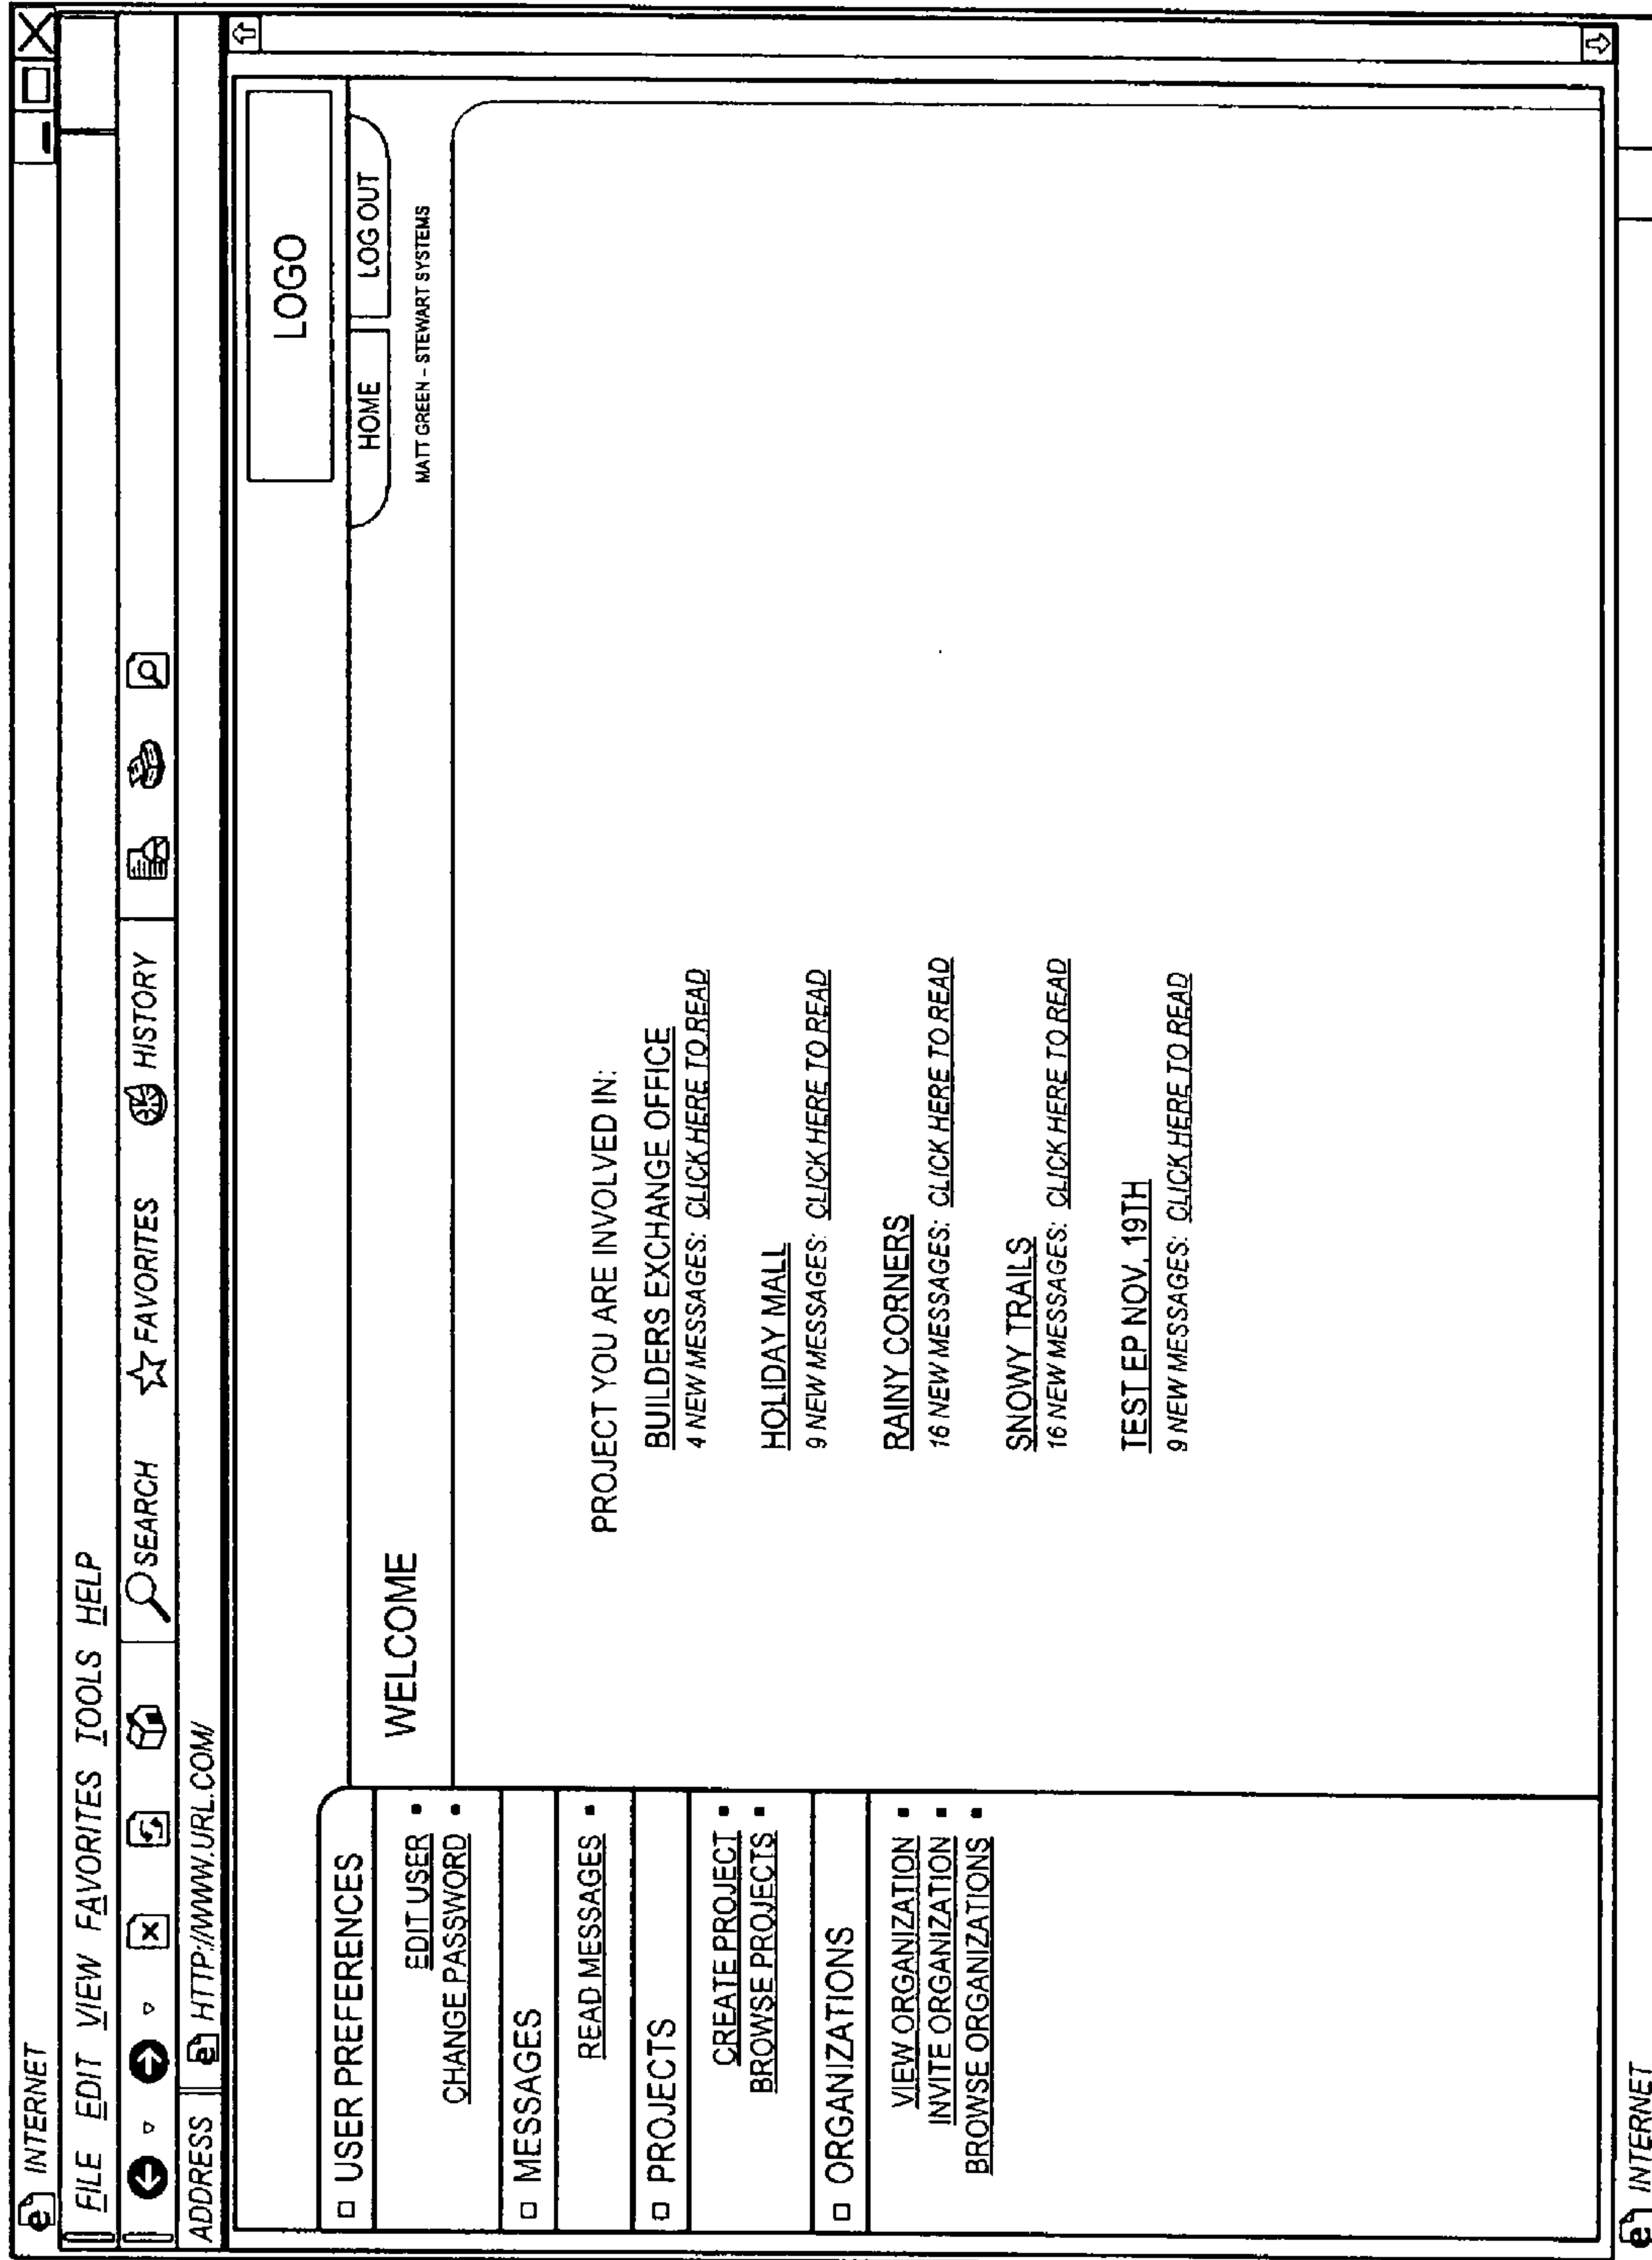 INTERNET
FILE EDIT VIEW FAVORITES TOOLS HELP
SEARCH FAVORITES HISTORY
ADDRESS HTTP://WWW.URL.COM/
LOGO
HOME LOG OUT
MATT GREEN – STEWART SYSTEMS
WELCOME
USER PREFERENCES
EDIT USER
CHANGE PASSWORD
MESSAGES
READ MESSAGES
PROJECTS
CREATE PROJECT
BROWSE PROJECTS
ORGANIZATIONS
VIEW ORGANIZATION
INVITE ORGANIZATION
BROWSE ORGANIZATIONS
PROJECT YOU ARE INVOLVED IN:
BUILDERS EXCHANGE OFFICE
4 NEW MESSAGES: CLICK HERE TO READ
HOLIDAY MALL
9 NEW MESSAGES: CLICK HERE TO READ
RAINY CORNERS
16 NEW MESSAGES: CLICK HERE TO READ
SNOWY TRAILS
16 NEW MESSAGES: CLICK HERE TO READ
TEST EP NOV, 19TH
9 NEW MESSAGES: CLICK HERE TO READ
INTERNET